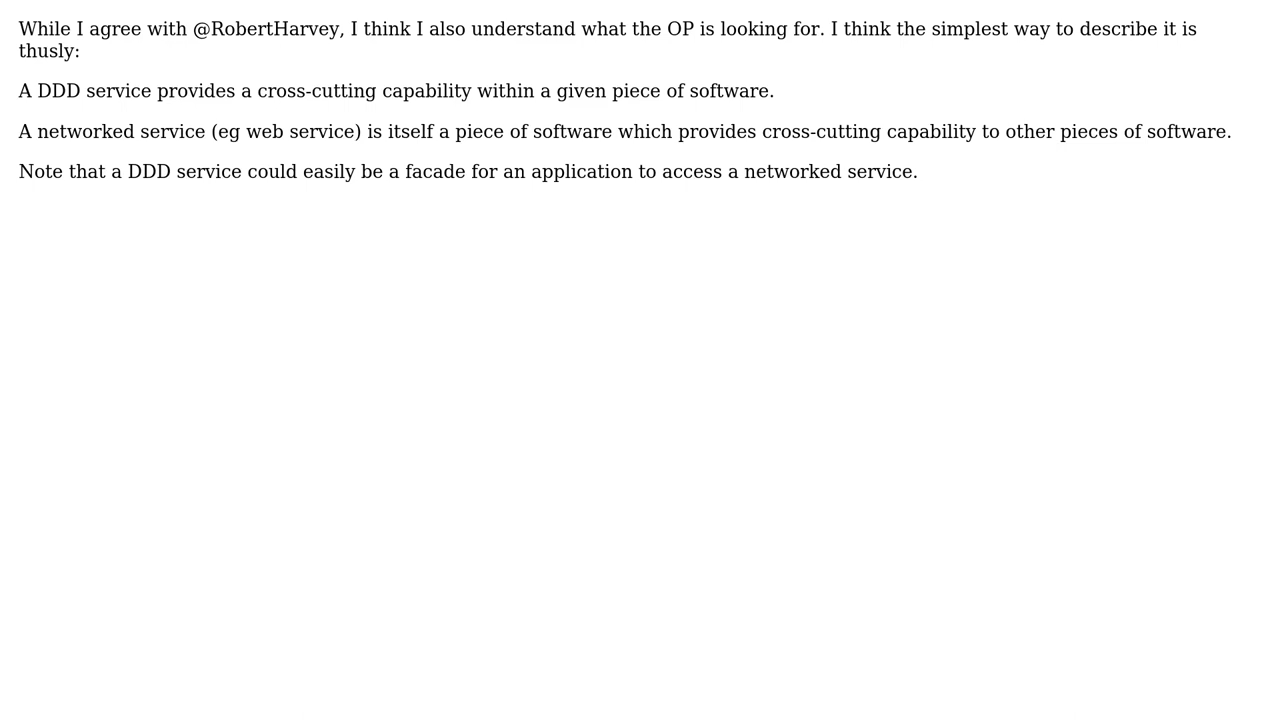 While I agree with @RobertHarvey, I think I also understand what the OP is looking for. I think the simplest way to describe it is
thusly:
A DDD service provides a cross-cutting capability within a given piece of software.
A networked service (eg web service) is itself a piece of software which provides cross-cutting capability to other pieces of software.
Note that a DDD service could easily be a facade for an application to access a networked service.